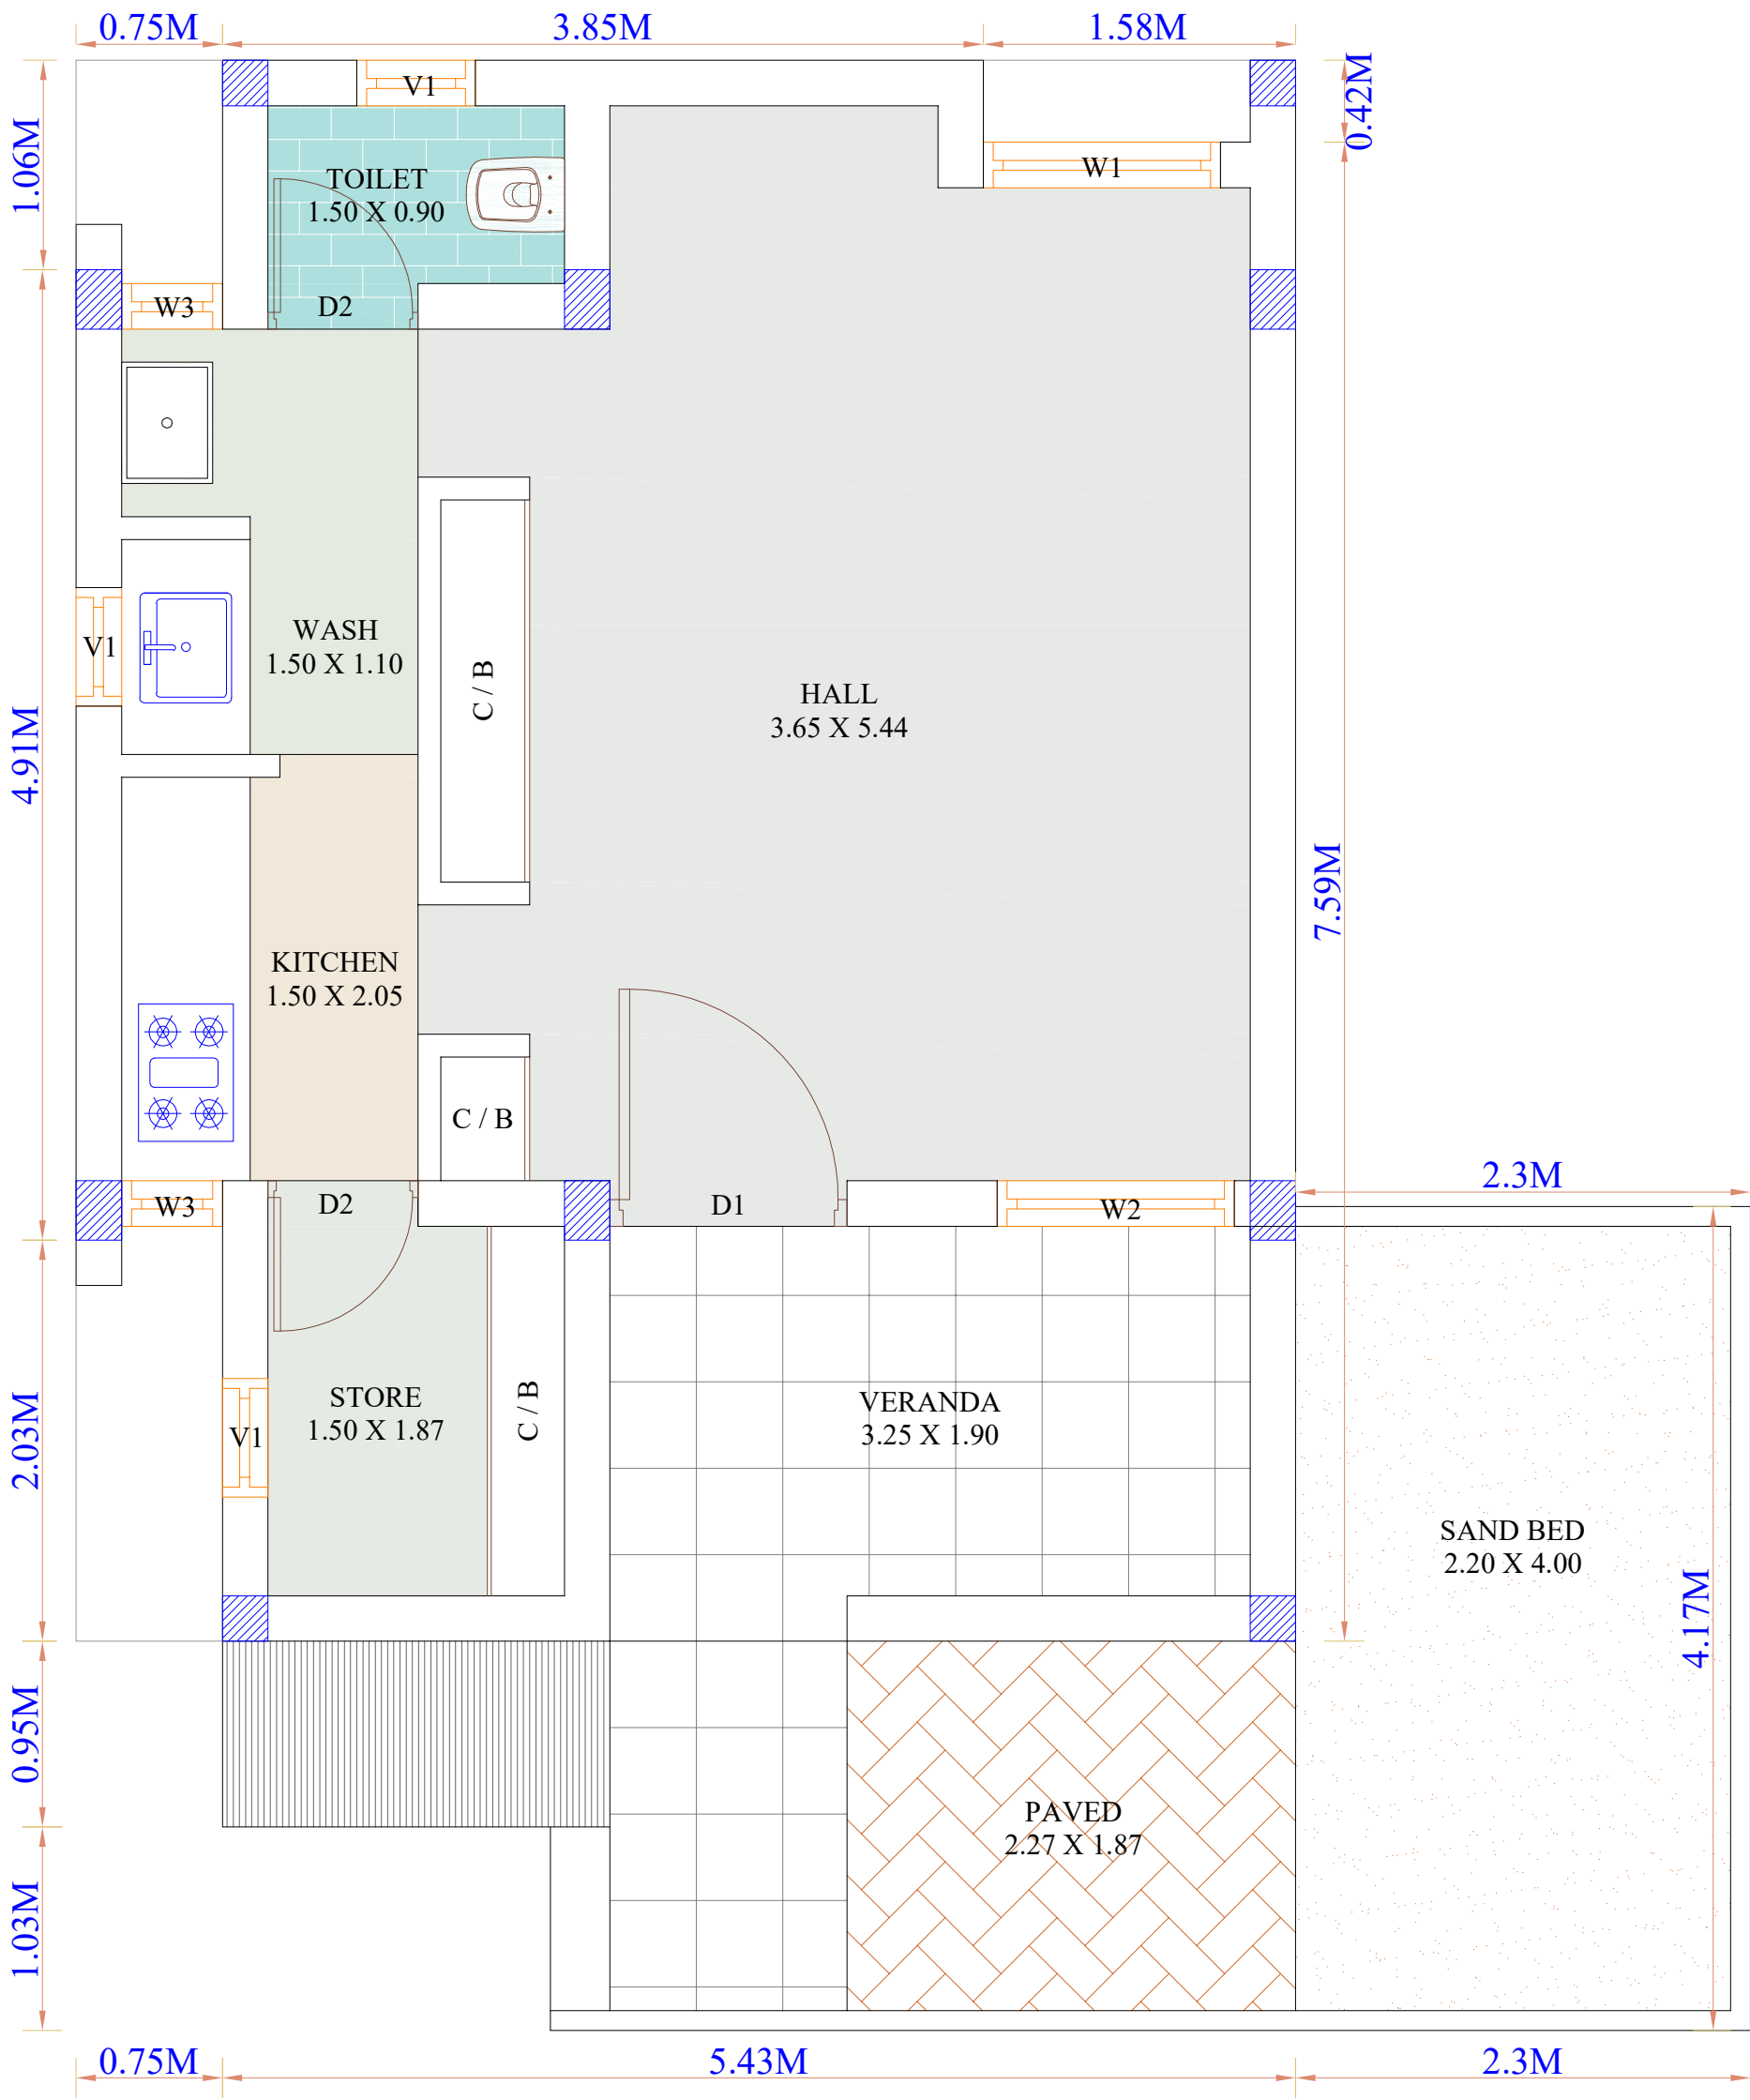 0.75M
3.85M
1.58M
0.42M
1.06M
V1
W1
TOILET
1.50 X 0.90
D2
W3
4.91M
V1
WASH
1.50 X 1.10
C / B
HALL
3.65 X 5.44
7.59M
KITCHEN
1.50 X 2.05
C / B
W3
D2
D1
W2
2.3M
2.03M
V1
STORE
1.50 X 1.87
C / B
VERANDA
3.25 X 1.90
SAND BED
2.20 X 4.00
4.17M
0.95M
PAVED
2.27 X 1.87
1.03M
0.75M
5.43M
2.3M